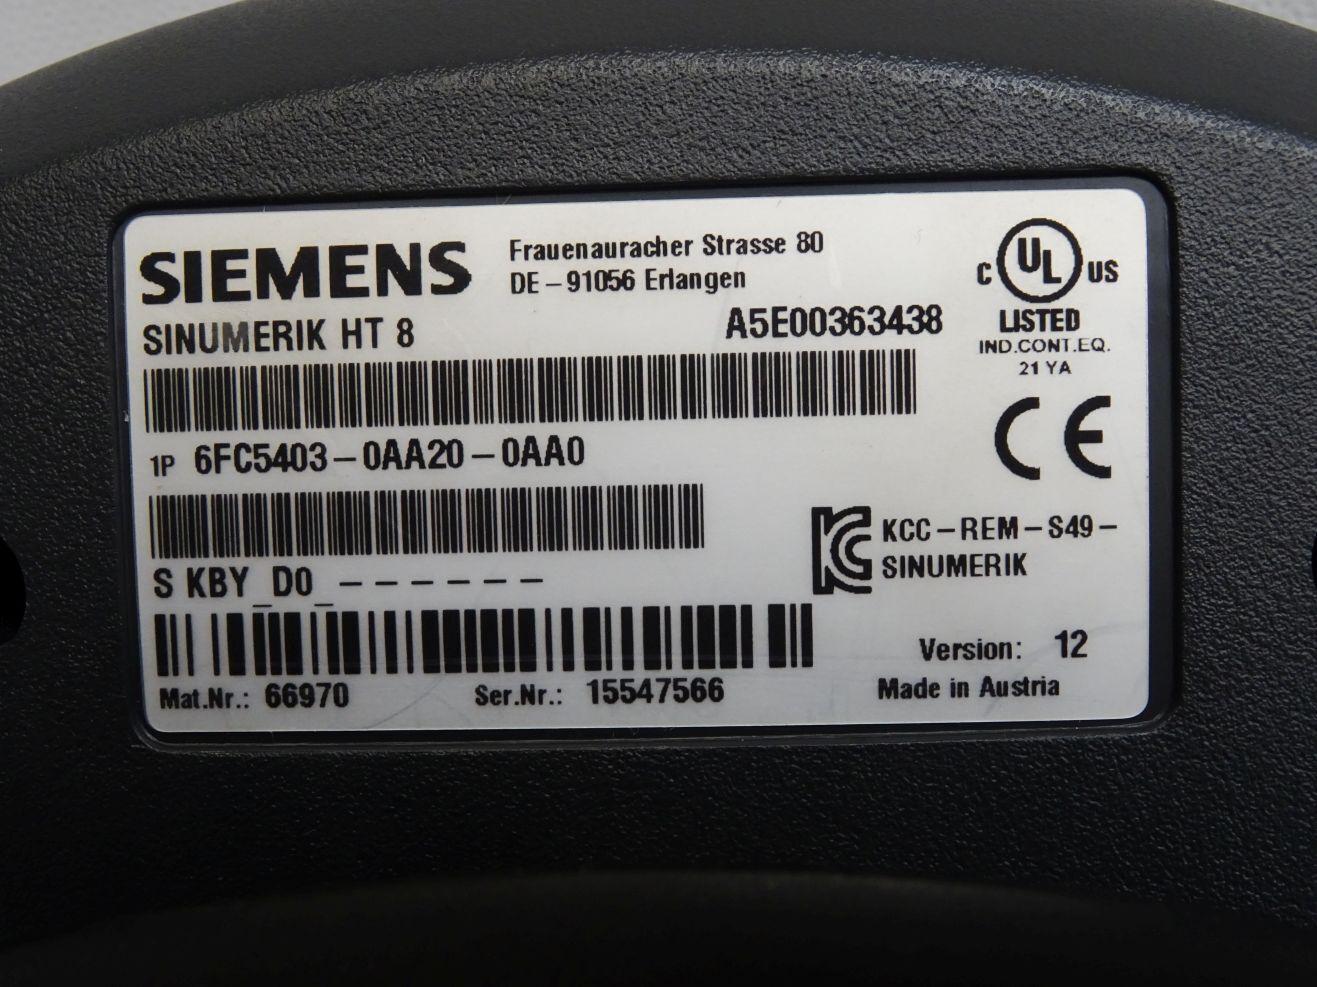 SIEMENS
Frauenauracher Strasse 80
DE-91056 Erlangen
SINUMERIK HT 8
A5E00363438
1P 6FC5403-0AA20-0AA0
S KBY_D0_------
Mat.Nr.: 66970 Ser.Nr.: 15547566
C UL US
LISTED
IND.CONT.EQ.
21 YA
CE
KC KCC-REM-S49-
SINUMERIK
Version: 12
Made in Austria